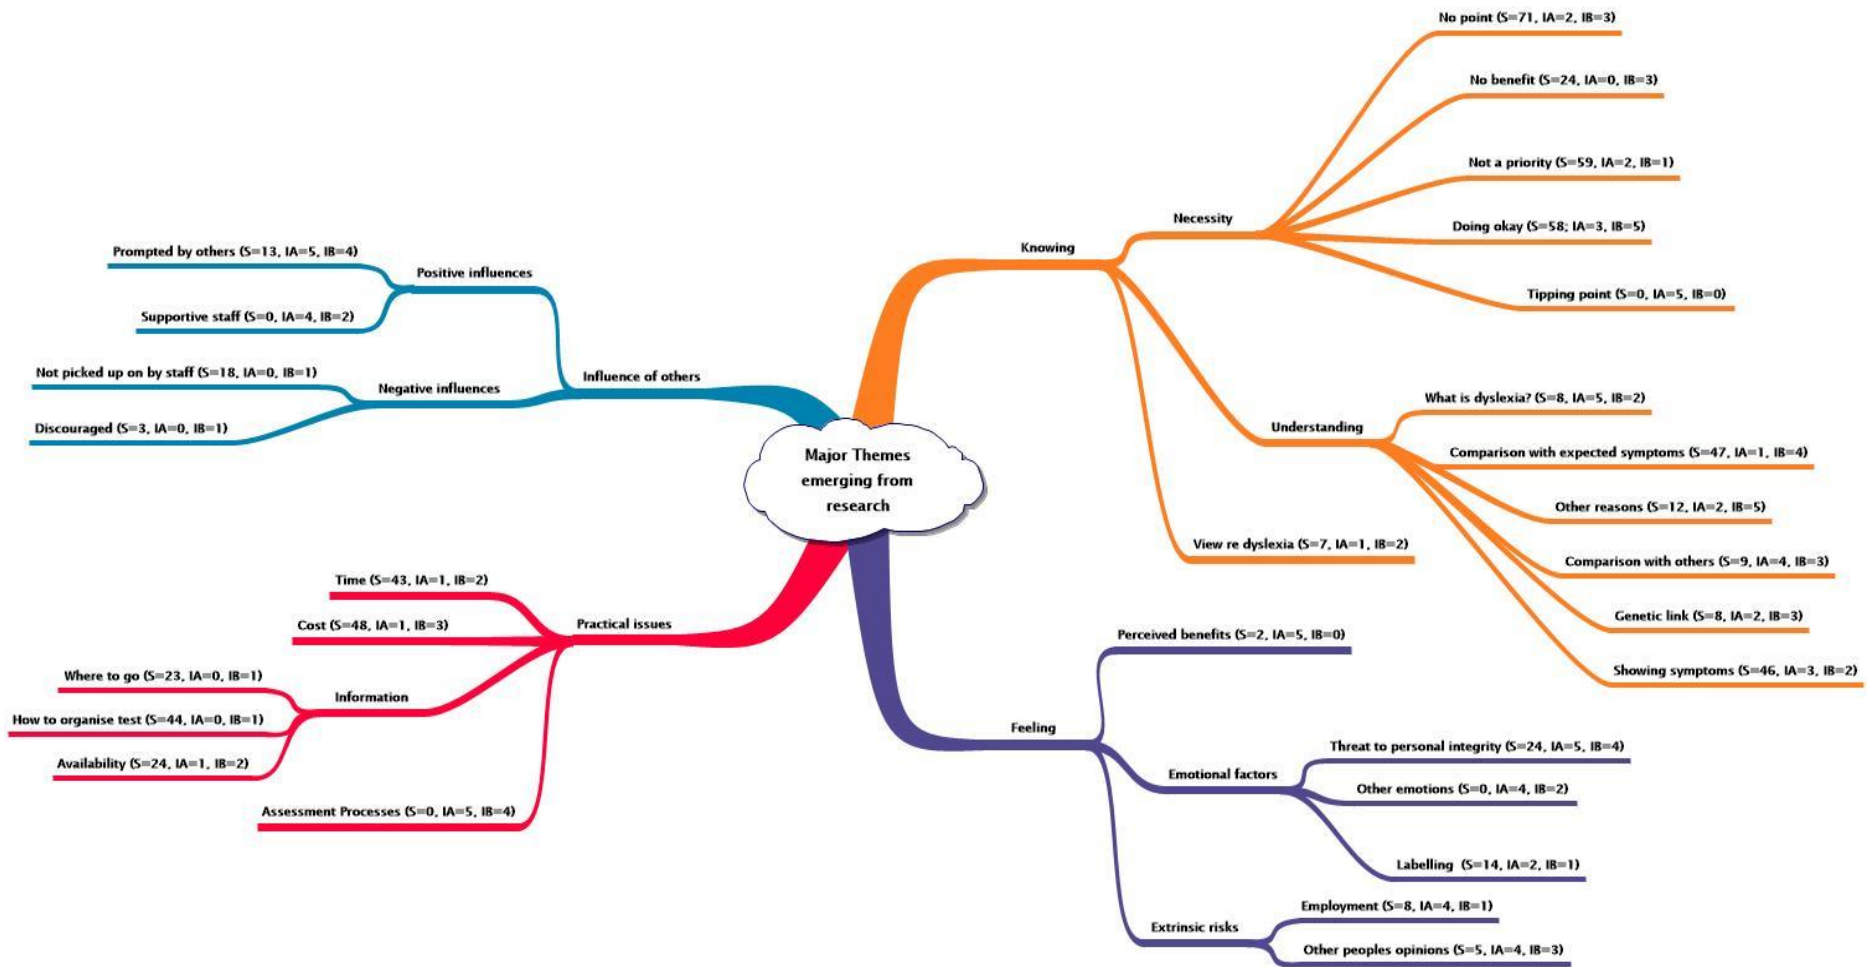 Major Themes
emerging from
research
Knowing
Necessity
No point (S=71, IA=2, IB=3)
No benefit (S=24, IA=0, IB=3)
Not a priority (S=59, IA=2, IB=1)
Doing okay (S=58; IA=3, IB=5)
Tipping point (S=0, IA=5, IB=0)
Understanding
What is dyslexia? (S=8, IA=5, IB=2)
Comparison with expected symptoms (S=47, IA=1, IB=4)
Other reasons (S=12, IA=2, IB=5)
Comparison with others (S=9, IA=4, IB=3)
Genetic link (S=8, IA=2, IB=3)
Showing symptoms (S=46, IA=3, IB=2)
View re dyslexia (S=7, IA=1, IB=2)
Feeling
Perceived benefits (S=2, IA=5, IB=0)
Emotional factors
Threat to personal integrity (S=24, IA=5, IB=4)
Other emotions (S=0, IA=4, IB=2)
Labelling (S=14, IA=2, IB=1)
Extrinsic risks
Employment (S=8, IA=4, IB=1)
Other peoples opinions (S=5, IA=4, IB=3)
Influence of others
Positive influences
Prompted by others (S=13, IA=5, IB=4)
Supportive staff (S=0, IA=4, IB=2)
Negative influences
Not picked up on by staff (S=18, IA=0, IB=1)
Discouraged (S=3, IA=0, IB=1)
Practical issues
Time (S=43, IA=1, IB=2)
Cost (S=48, IA=1, IB=3)
Information
Where to go (S=23, IA=0, IB=1)
How to organise test (S=44, IA=0, IB=1)
Availability (S=24, IA=1, IB=2)
Assessment Processes (S=0, IA=5, IB=4)